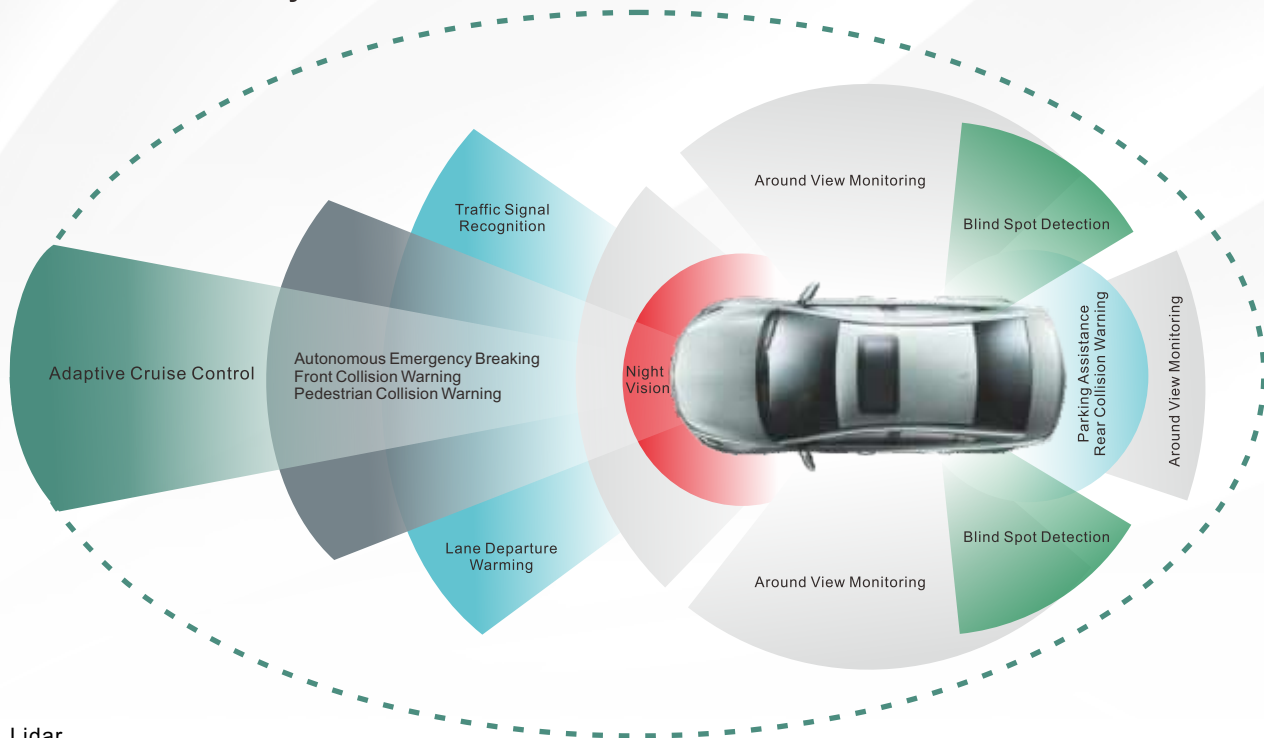 Around View Monitoring
Traffic Signal
Recognition
Blind Spot Detection
Adaptive Cruise Control
Autonomous Emergency Breaking
Front Collision Warning
Pedestrian Collision Warning
Night
Vision
Parking Assistance
Rear Collision Warning
Around View Monitoring
Lane Departure
Warming
Blind Spot Detection
Around View Monitoring
Lidar